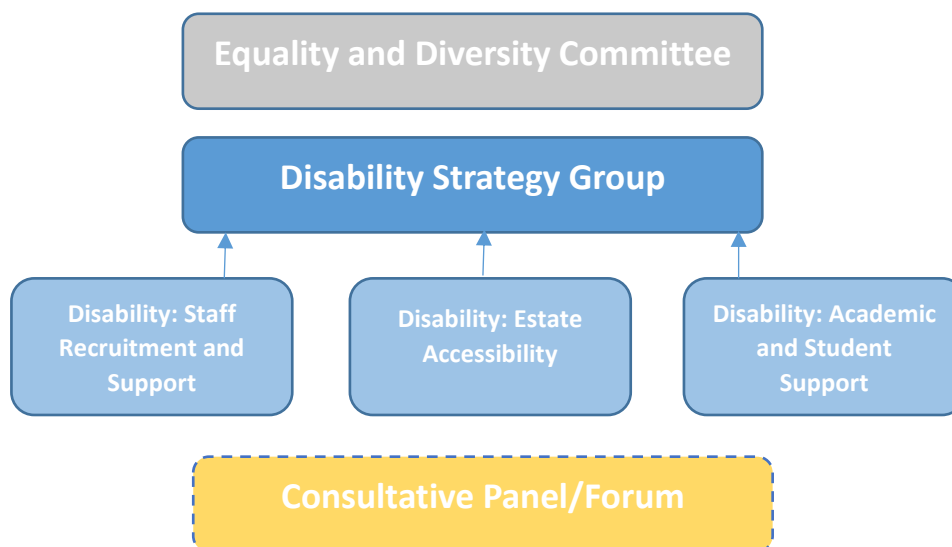 Equality and Diversity Committee
Disability Strategy Group
Disability: Staff
Recruitment and
Support
Disability: Estate
Accessibility
Disability: Academic
and Student
Support
Consultative Panel/Forum